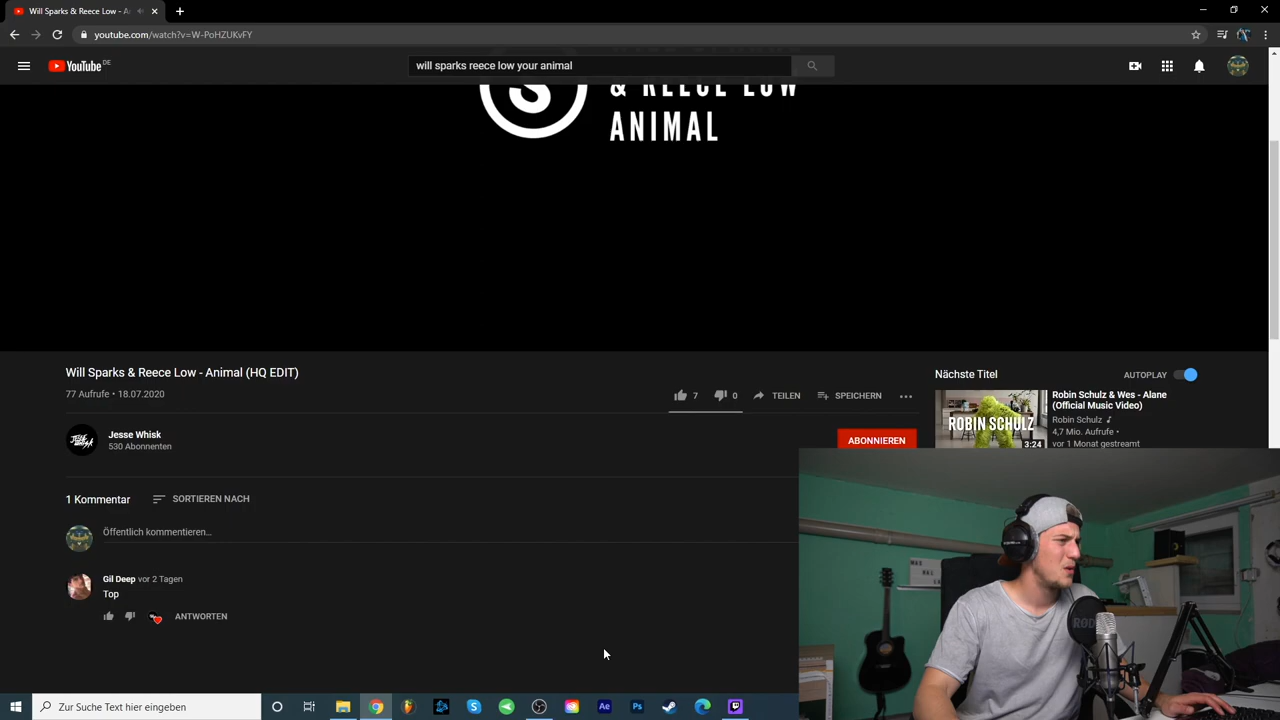 Will Sparks & Reece Low - A
youtube.com/watch?v=W-PoHZUKvFY
YouTube DE
will sparks reece low your animal
& REECE LOW
ANIMAL
Will Sparks & Reece Low - Animal (HQ EDIT)
77 Aufrufe • 18.07.2020
7
0
TEILEN
SPEICHERN
Jesse Whisk
530 Abonnenten
ABONNIEREN
1 Kommentar
SORTIEREN NACH
Öffentlich kommentieren...
Gil Deep vor 2 Tagen
Top
ANTWORTEN
Nächste Titel
AUTOPLAY
ROBIN SCHULZ
3:24
Robin Schulz & Wes - Alane
(Official Music Video)
Robin Schulz
4,7 Mio. Aufrufe •
vor 1 Monat gestreamt
RØDE
Zur Suche Text hier eingeben
Ae
Ps